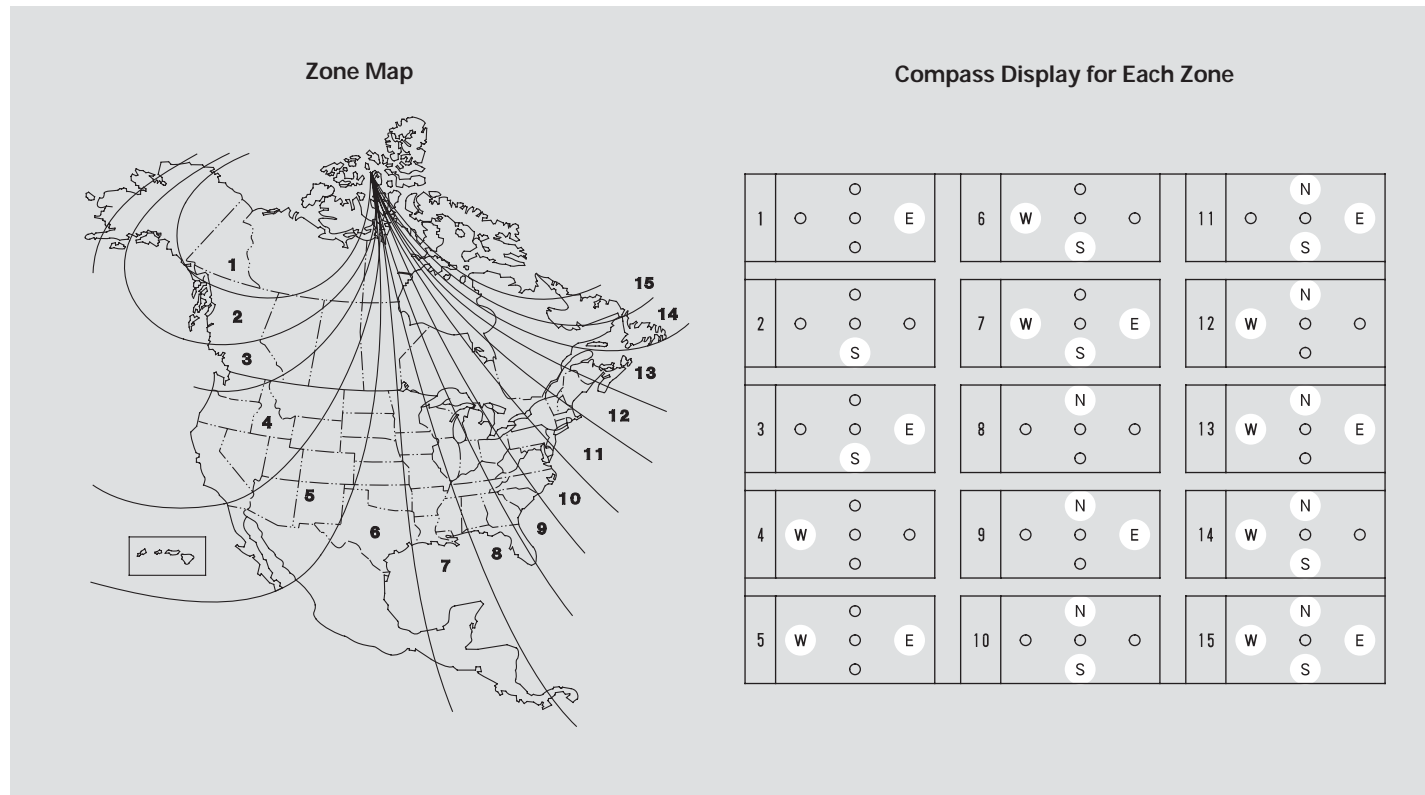 Zone Map
Compass Display for Each Zone
1
2
3
4
5
6
7
8
9
10
11
12
13
14
15
1 E
2 S
3 E S
4 W
5 W E
6 W S
7 W E S
8 N
9 N E
10 N S
11 N E S
12 N W
13 N W E
14 N W S
15 N W E S